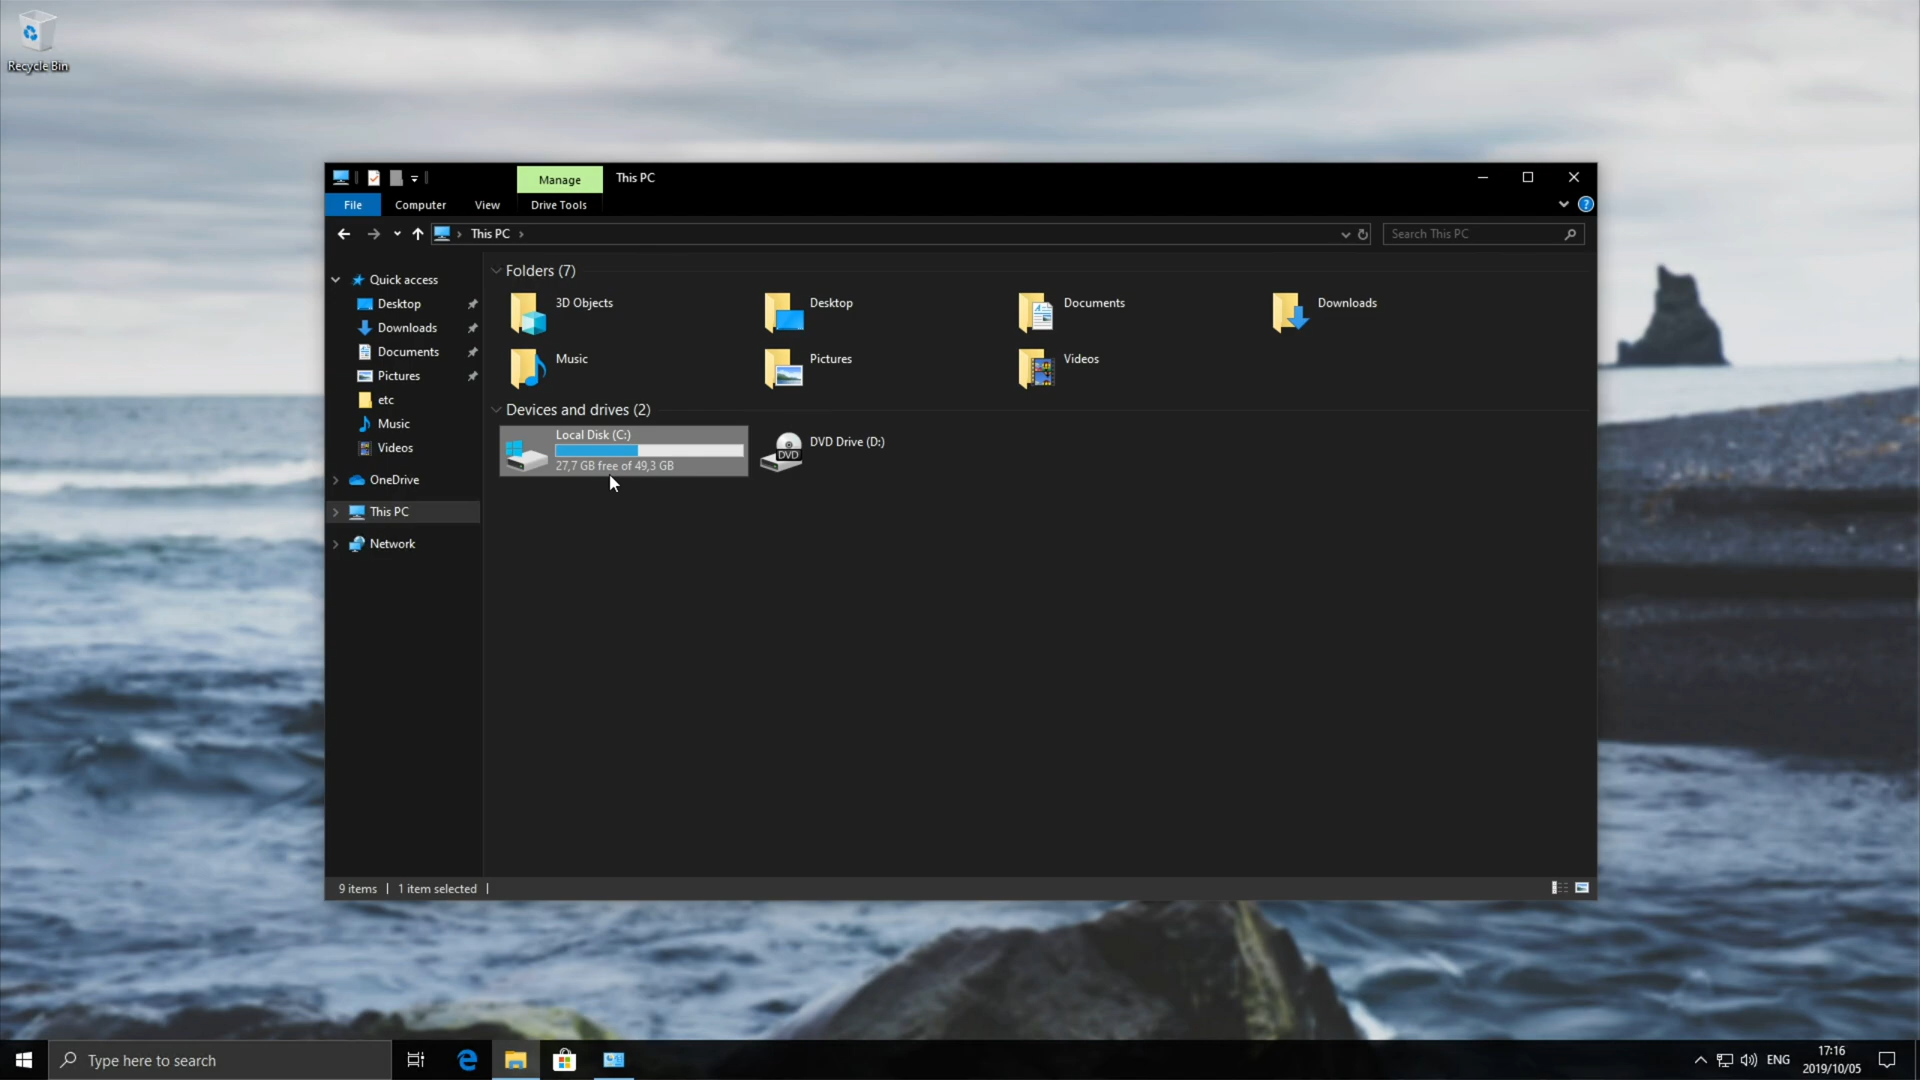 Recycle Bin
Manage
This PC
File
Computer
View
Drive Tools
This PC
Search This PC
Quick access
Desktop
Downloads
Documents
Pictures
etc
Music
Videos
OneDrive
This PC
Network
Folders (7)
3D Objects
Desktop
Documents
Downloads
Music
Pictures
Videos
Devices and drives (2)
Local Disk (C:)
27,7 GB free of 49,3 GB
DVD
DVD Drive (D:)
9 items
1 item selected
Type here to search
ENG
17:16
2019/10/05